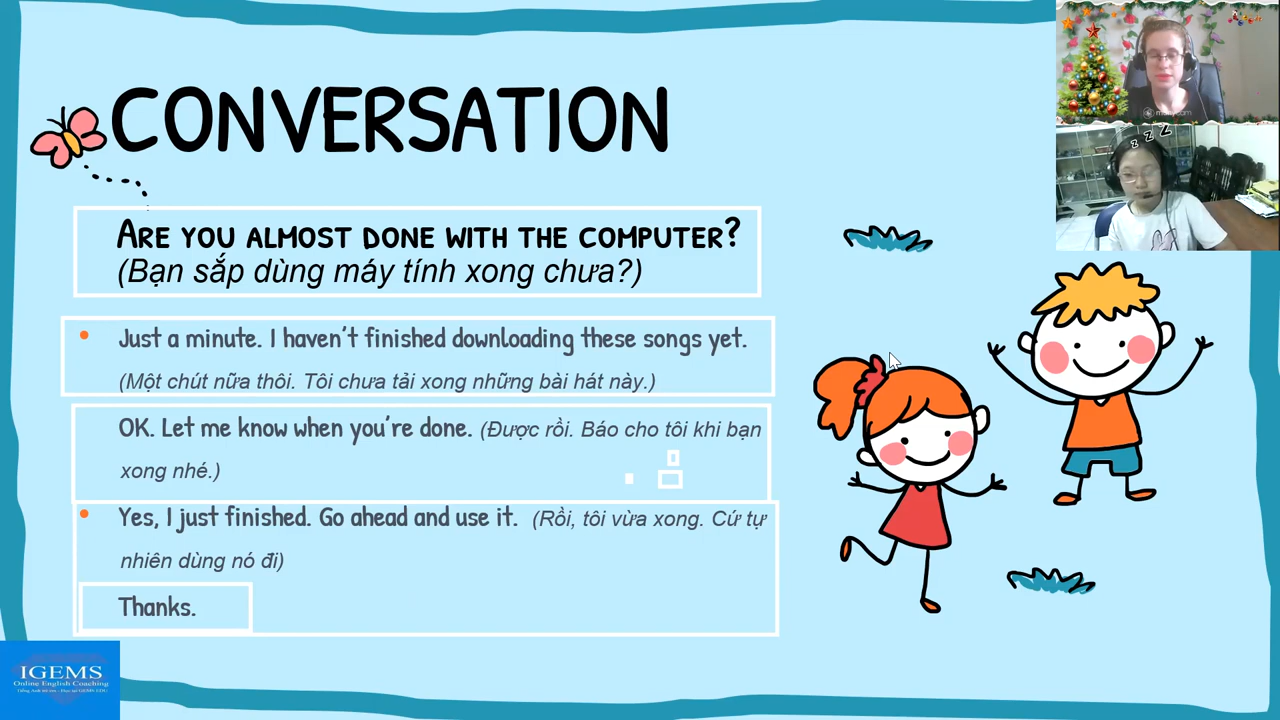 CONVERSATION
ARE YOU ALMOST DONE WITH THE COMPUTER?
(Bạn sắp dùng máy tính xong chưa?)
• Just a minute. I haven't finished downloading these songs yet.
(Một chút nữa thôi. Tôi chưa tải xong những bài hát này.)
OK. Let me know when you're done. (Được rồi. Báo cho tôi khi bạn
xong nhé.)
• Yes, I just finished. Go ahead and use it. (Rồi, tôi vừa xong. Cứ tự
nhiên dùng nó đi)
Thanks.
IGEMS
Online English Coaching
z z z